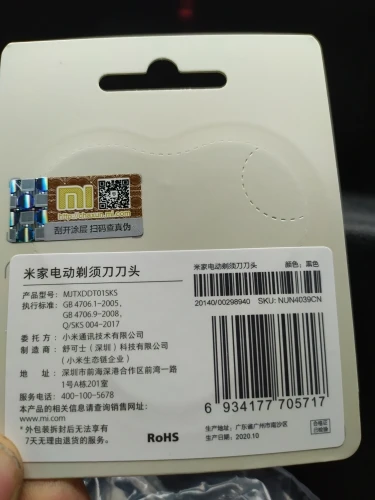 mi
http://chaxun.mi.com
刮开涂层 扫码查真伪
米家电动剃须刀刀头
产品型号: MJTXDDT01SKS
执行标准: GB 4706.1-2005,
GB 4706.9-2008,
Q/SKS 004-2017
委 托 方: 小米通讯技术有限公司
制 造 商: 舒可士(深圳)科技有限公司
(小米生态链企业)
地 址: 深圳市前海深港合作区前湾一路
1号A栋201室
服务电话: 400-100-5678
本产品的相关信息请查询销售网址:
www.mi.com
*外包装拆封后无法享有
7天无理由退货的服务。
RoHS
米家电动剃须刀刀头 颜色: 黑色
20140/00298940 SKU: NUN4039CN
6 934177 705717
生产地址: 广东省广州市南沙区
生产日期: 2020.10